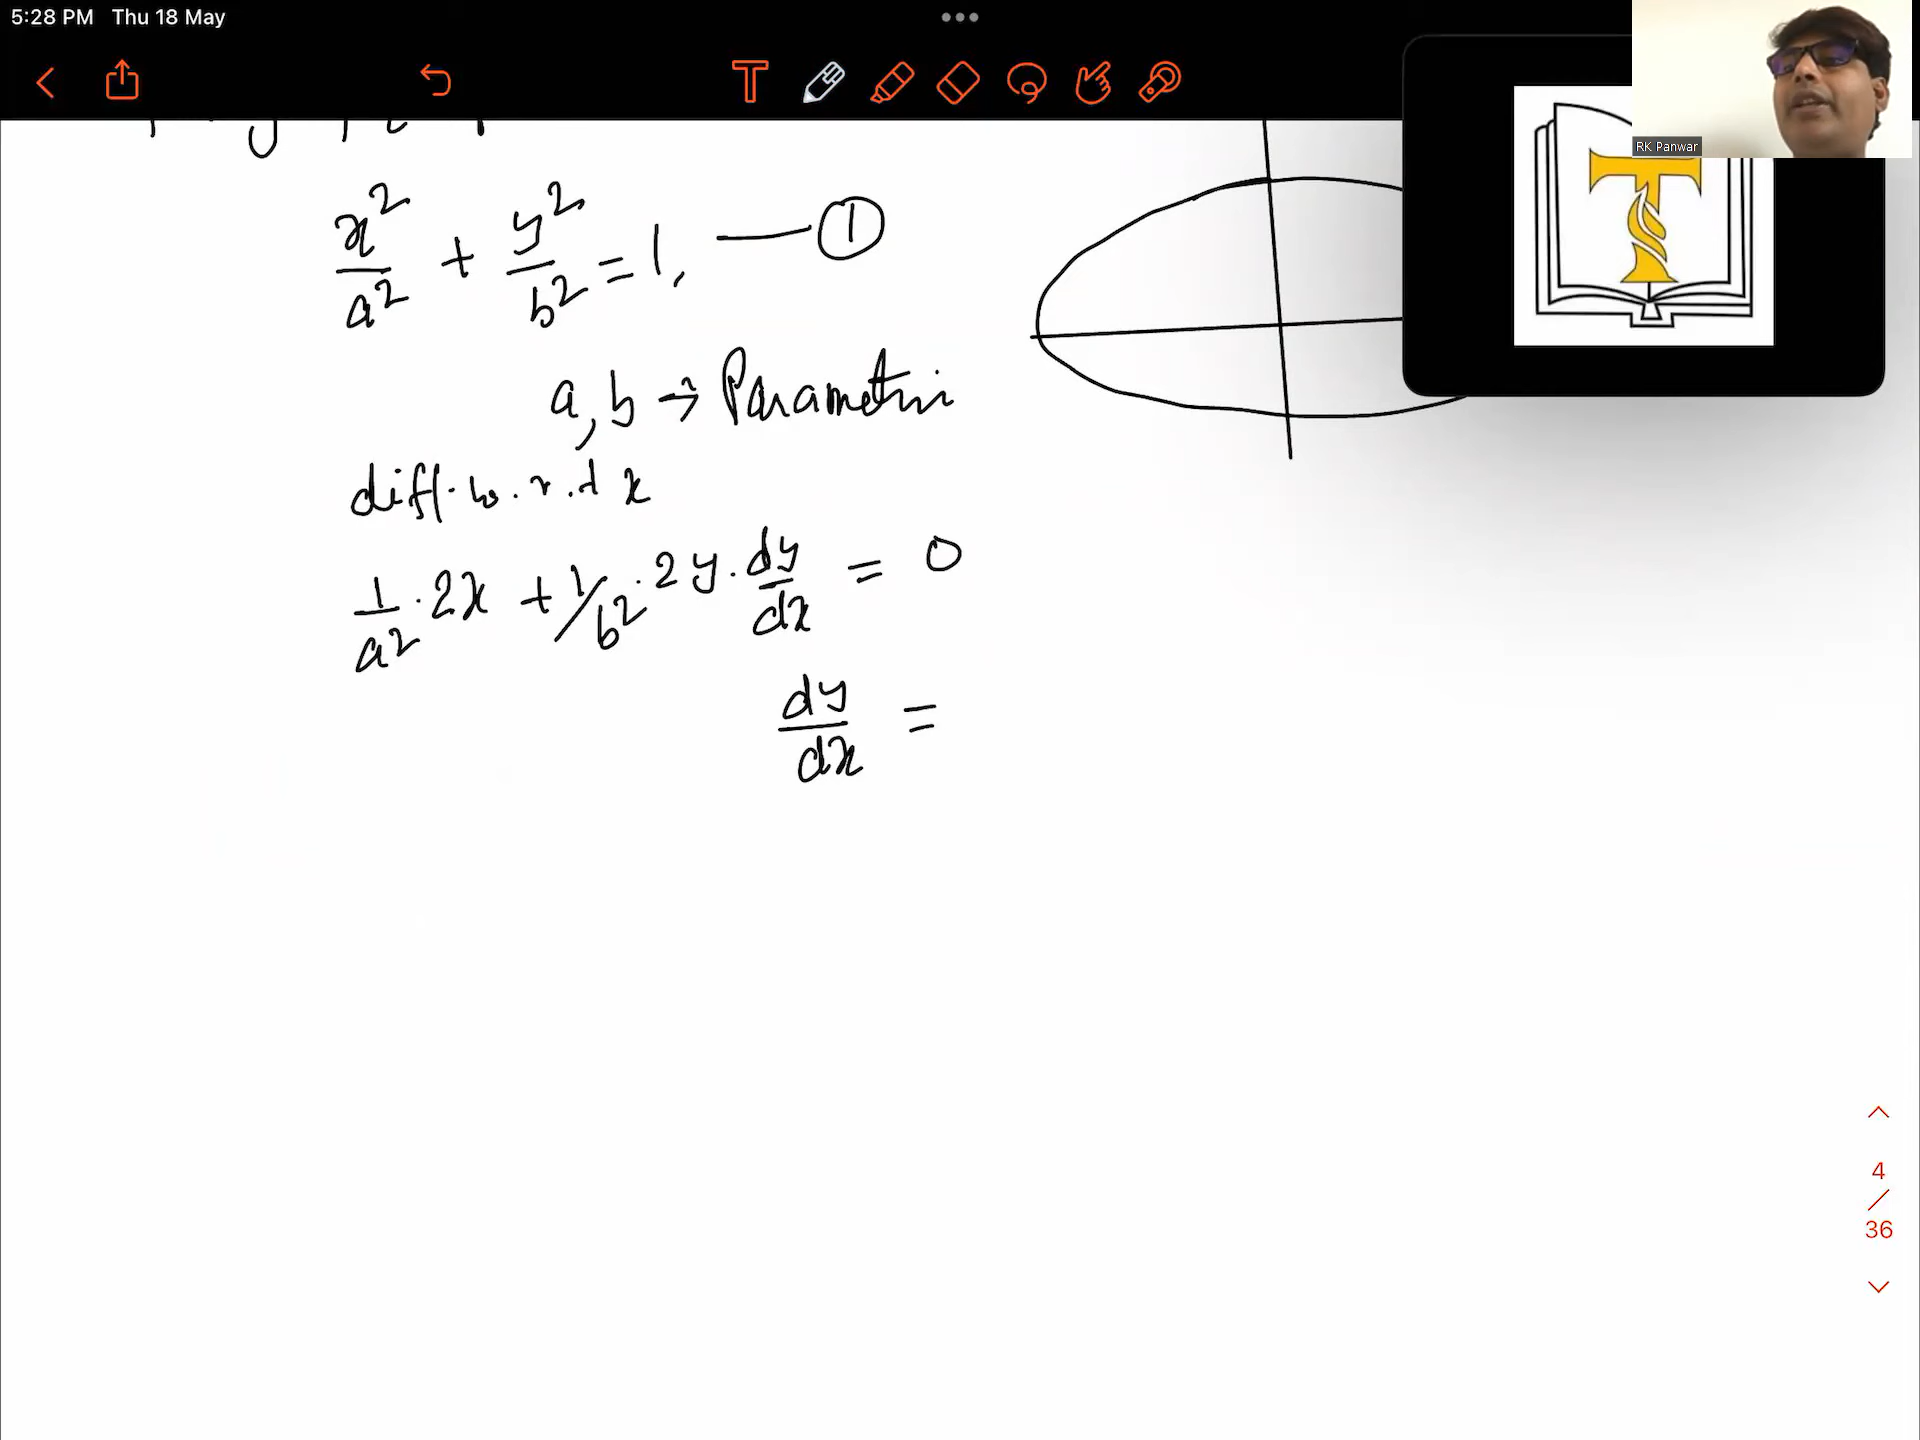 5:28 PM Thu 18 May
RK Panwar
x²/a² + y²/b² = 1, — ①
a, b → Parametri
diff. w.r.t x
1/a² · 2x + 1/b² · 2y · dy/dx = 0
dy/dx =
4
/
36